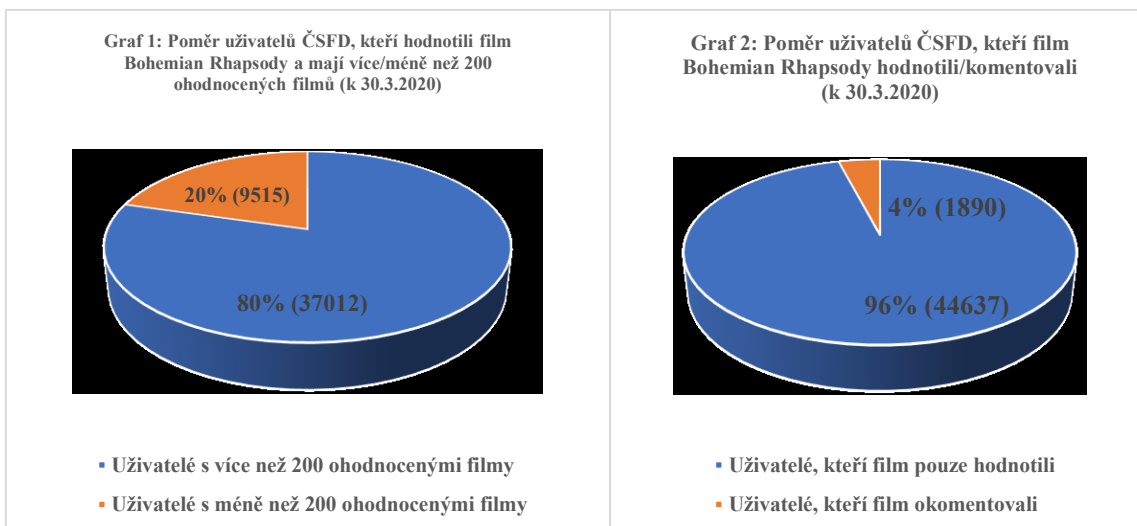 Graf 1: Poměr uživatelů ČSFD, kteří hodnotili film
Bohemian Rhapsody a mají více/méně než 200
ohodnocených filmů (k 30.3.2020)
20% (9515)
80% (37012)
Uživatelé s více než 200 ohodnocenými filmy
Uživatelé s méně než 200 ohodnocenými filmy
Graf 2: Poměr uživatelů ČSFD, kteří film
Bohemian Rhapsody hodnotili/komentovali
(k 30.3.2020)
4% (1890)
96% (44637)
Uživatelé, kteří film pouze hodnotili
Uživatelé, kteří film okomentovali